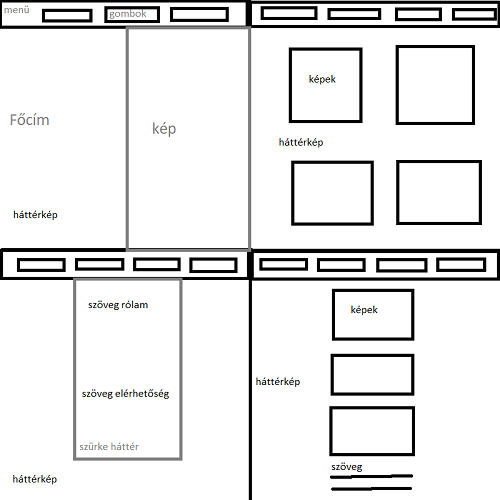 menü
gombok
Főcím
kép
háttérkép
képek
háttérkép
szöveg rólam
szöveg elérhetőség
szürke háttér
háttérkép
képek
háttérkép
szöveg